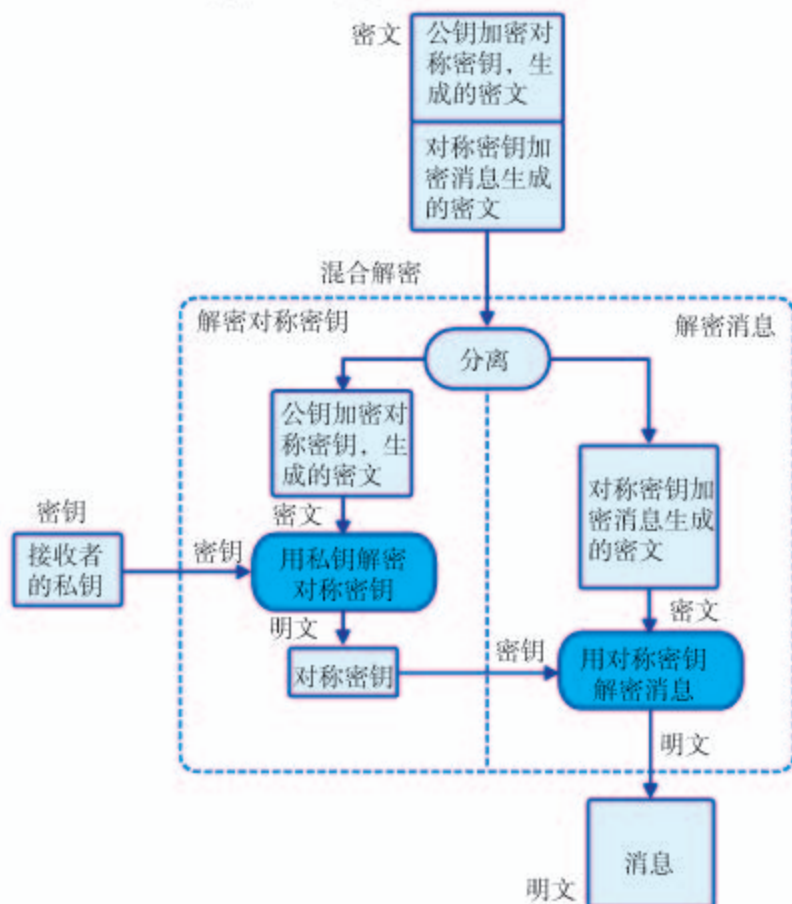 密文
公钥加密对
称密钥，生
成的密文
对称密钥加
密消息生成
的密文
混合解密
解密对称密钥
解密消息
分离
公钥加密对
称密钥，生
成的密文
对称密钥加
密消息生成
的密文
密文
密钥
接收者
的私钥
密钥
用私钥解密
对称密钥
密文
明文
对称密钥
密钥
用对称密钥
解密消息
明文
消息
明文